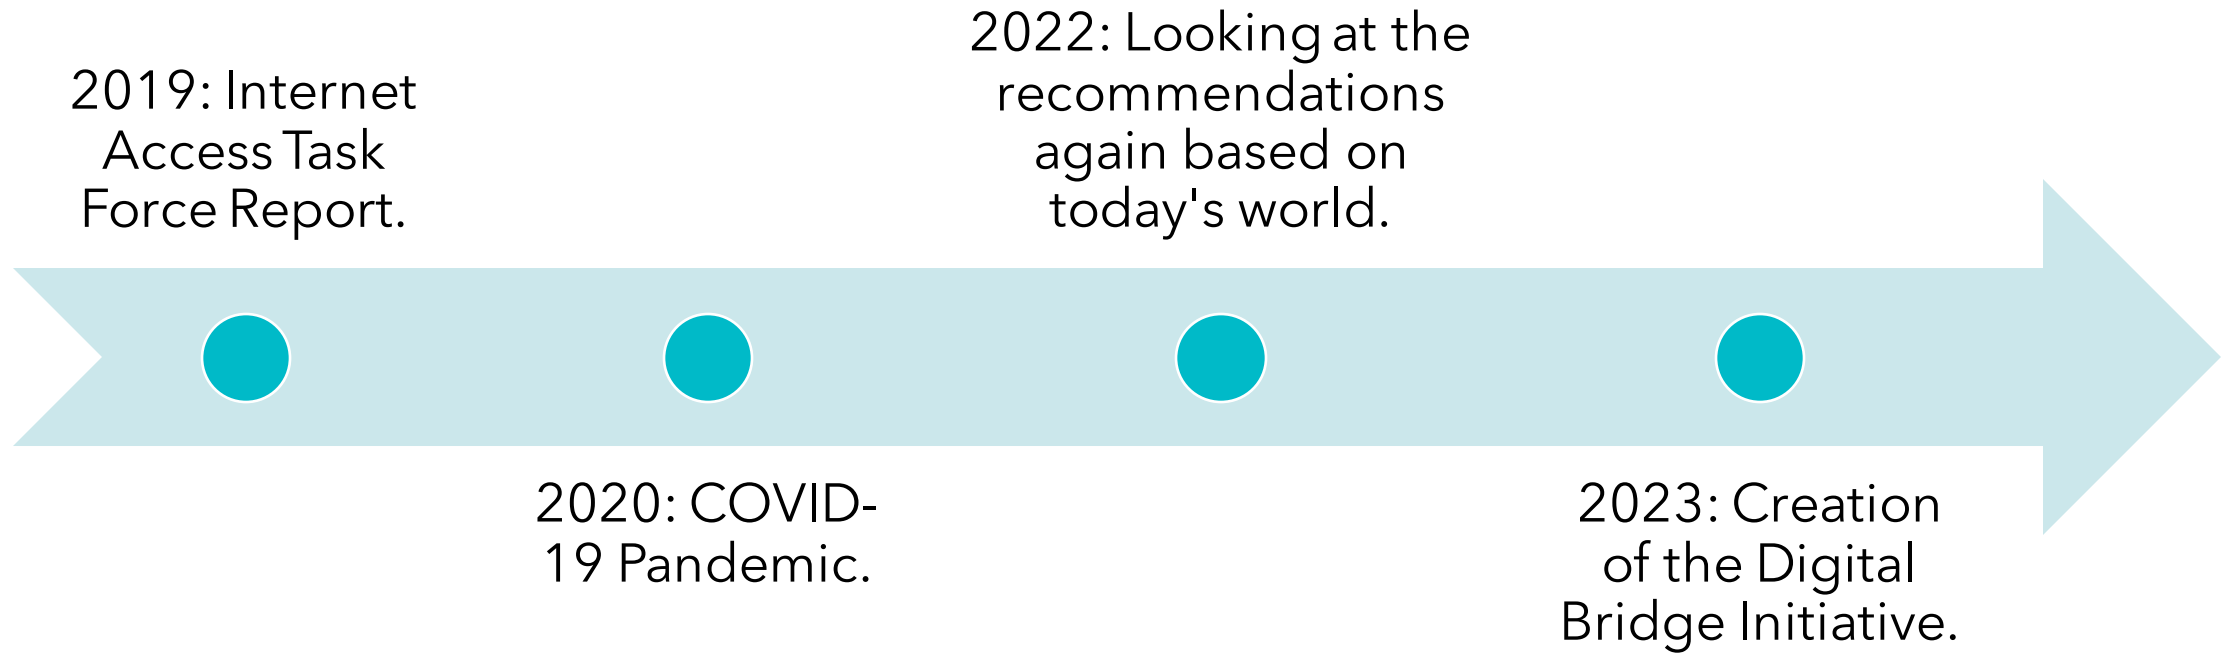 2019: Internet
Access Task
Force Report.
2020: COVID-
19 Pandemic.
2022: Looking at the
recommendations
again based on
today's world.
2023: Creation
of the Digital
Bridge Initiative.